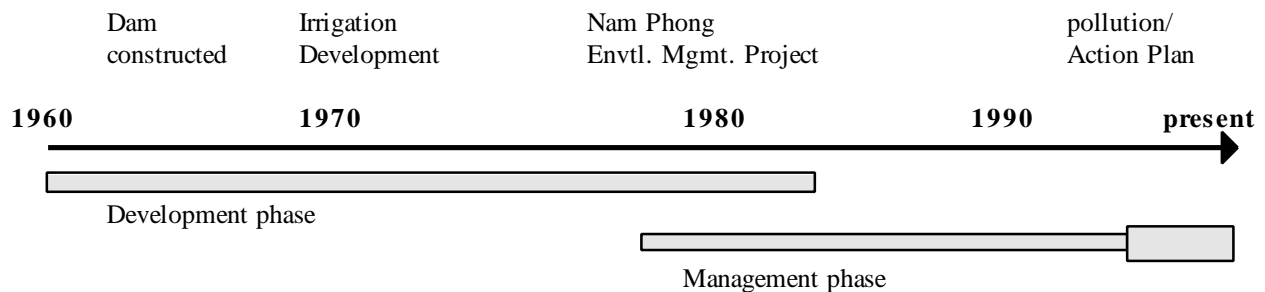 Dam Irrigation Nam Phong pollution/
constructed Development Envtl. Mgmt. Project Action Plan
1960 1970 1980 1990 present
Development phase
Management phase